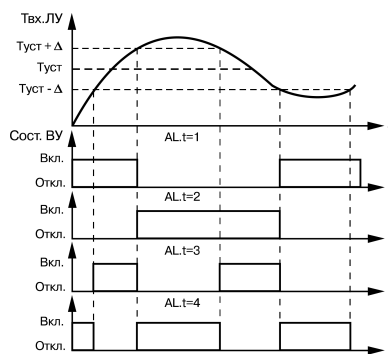 Твх.ЛУ
Туст + Δ
Туст
Туст - Δ
Сост. ВУ
AL.t=1
Вкл.
Откл.
AL.t=2
Вкл.
Откл.
AL.t=3
Вкл.
Откл.
AL.t=4
Вкл.
Откл.